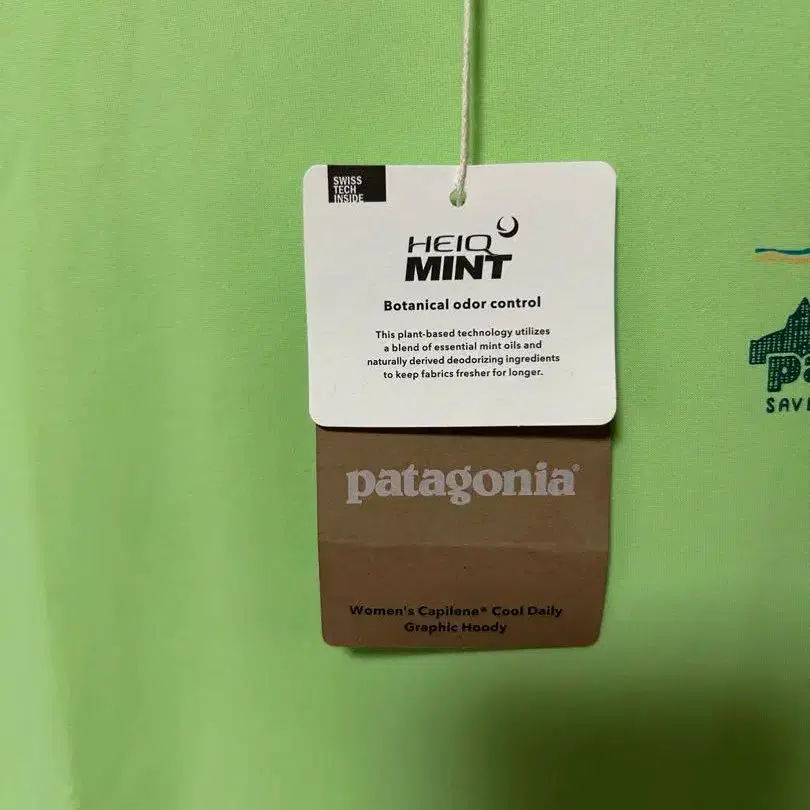 SWISS
TECH
INSIDE
HEIQ
MINT
Botanical odor control
This plant-based technology utilizes
a blend of essential mint oils and
naturally derived deodorizing ingredients
to keep fabrics fresher for longer.
patagonia®
Women's Capilene® Cool Daily
Graphic Hoody